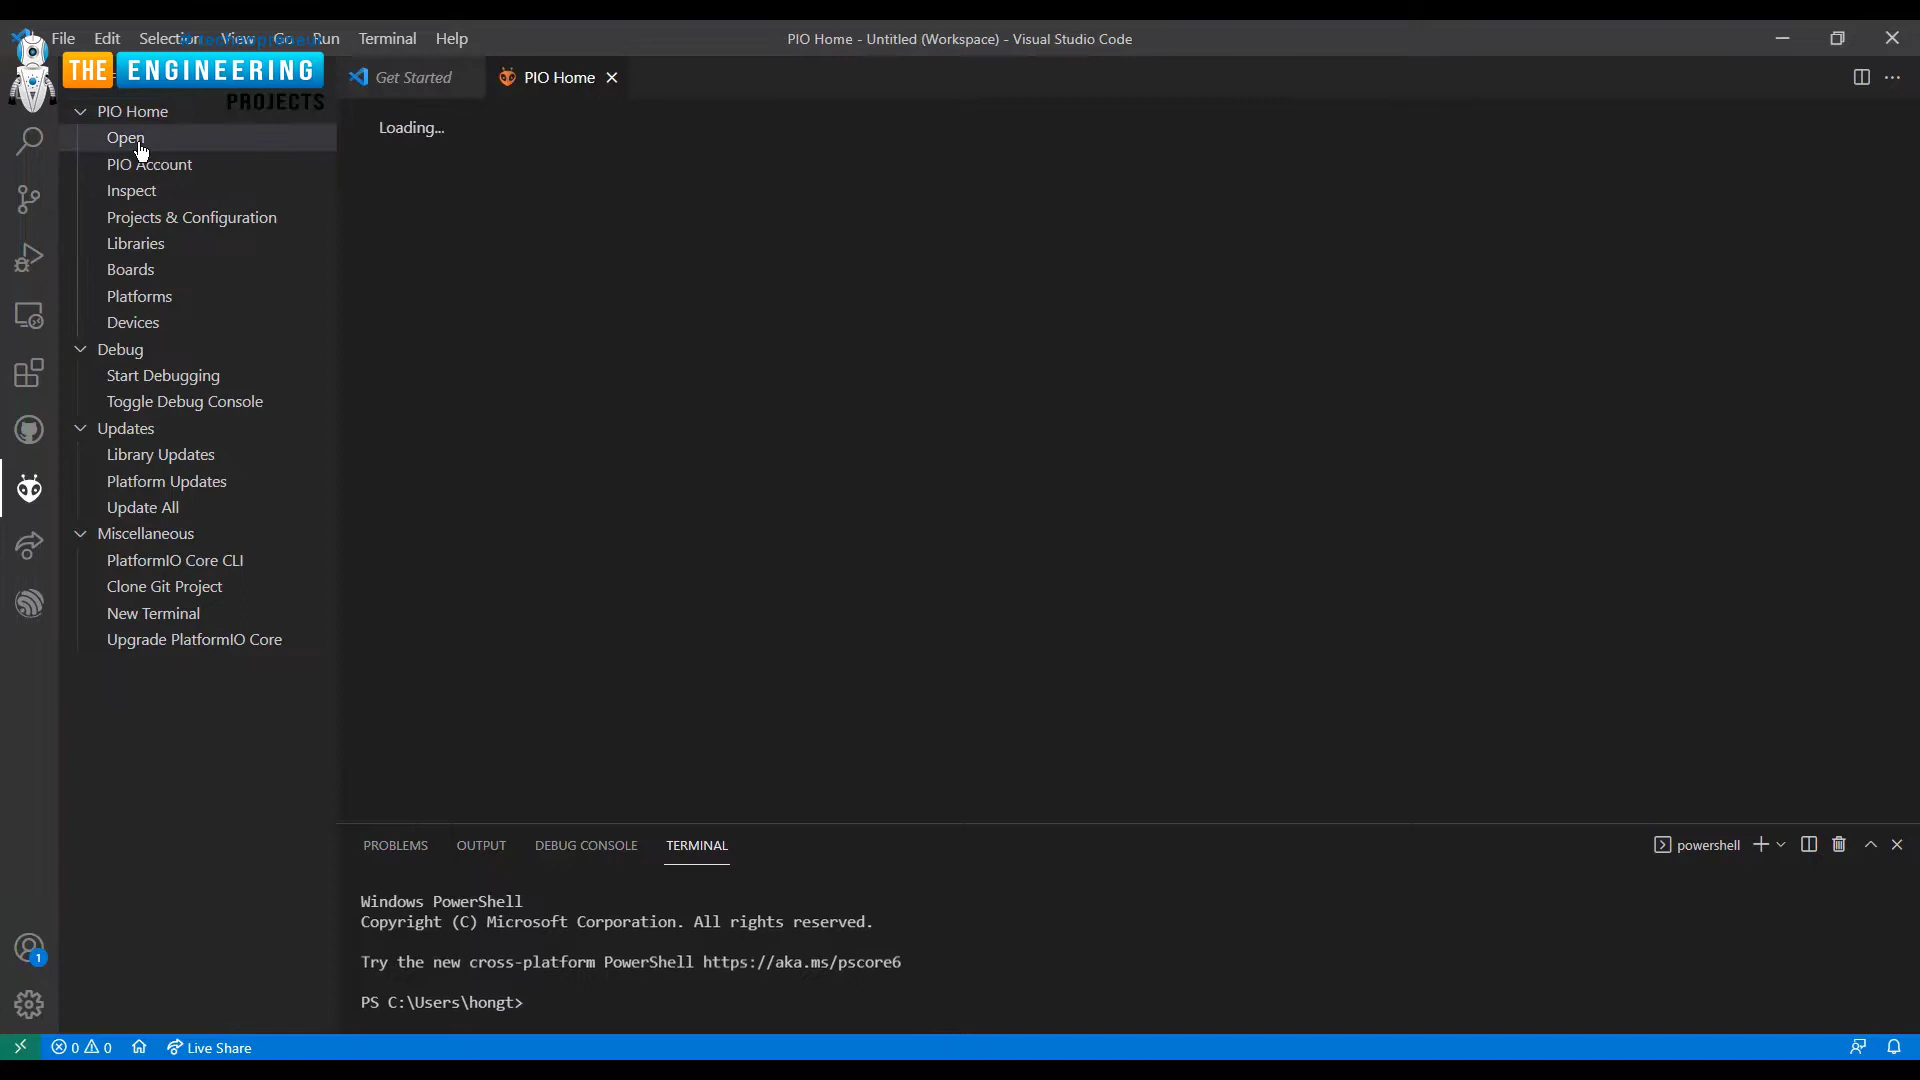 File Edit Selection View Go Run Terminal Help
PIO Home - Untitled (Workspace) - Visual Studio Code
THE ENGINEERING
PROJECTS
Get Started
PIO Home
PIO Home
Open
PIO Account
Inspect
Projects & Configuration
Libraries
Boards
Platforms
Devices
Debug
Start Debugging
Toggle Debug Console
Updates
Library Updates
Platform Updates
Update All
Miscellaneous
PlatformIO Core CLI
Clone Git Project
New Terminal
Upgrade PlatformIO Core
Loading...
PROBLEMS OUTPUT DEBUG CONSOLE TERMINAL
powershell
Windows PowerShell
Copyright (C) Microsoft Corporation. All rights reserved.
Try the new cross-platform PowerShell https://aka.ms/pscore6
PS C:\Users\hongt>
1
0 0 Live Share